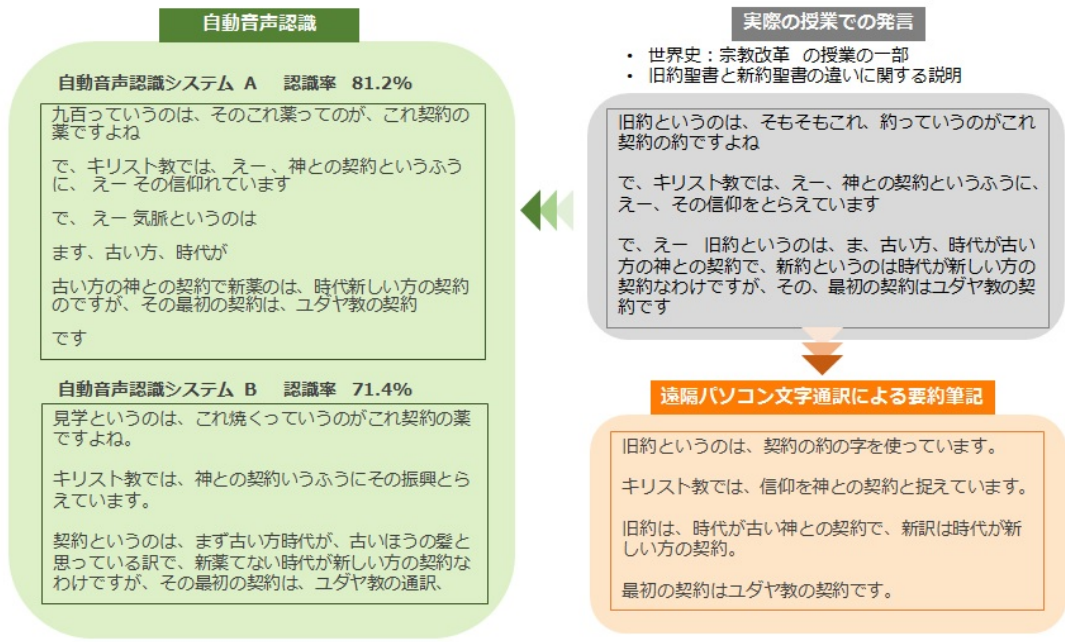 自動音声認識
自動音声認識システム A 認識率 81.2%
九百っていうのは、そのこれ薬ってのが、これ契約の
薬ですよね
で、キリスト教では、 えー 、神との契約というふう
に、 えー その信仰れています
で、 えー 気脈というのは
ます、古い方、時代が
古い方の神との契約で新薬のは、時代新しい方の契約
のですが、その最初の契約は、ユダヤ教の契約
です
自動音声認識システム B 認識率 71.4%
見学というのは、これ焼くっていうのがこれ契約の薬
ですよね。
キリスト教では、神との契約いうふうにその振興とら
えています。
契約というのは、まず古い方時代が、古いほうの髪と
思っている訳で、新薬てない時代が新しい方の契約な
わけですが、その最初の契約は、ユダヤ教の通訳、
実際の授業での発言
• 世界史：宗教改革 の授業の一部
• 旧約聖書と新約聖書の違いに関する説明
旧約というのは、そもそもこれ、約っていうのがこれ
契約の約ですよね
で、キリスト教では、えー、神との契約というふうに、
えー、その信仰をとらえています
で、えー 旧約というのは、ま、古い方、時代が古い
方の神との契約で、新約というのは時代が新しい方の
契約なわけですが、その、最初の契約はユダヤ教の契
約です
遠隔パソコン文字通訳による要約筆記
旧約というのは、契約の約の字を使っています。
キリスト教では、信仰を神との契約と捉えています。
旧約は、時代が古い神との契約で、新訳は時代が新
しい方の契約。
最初の契約はユダヤ教の契約です。